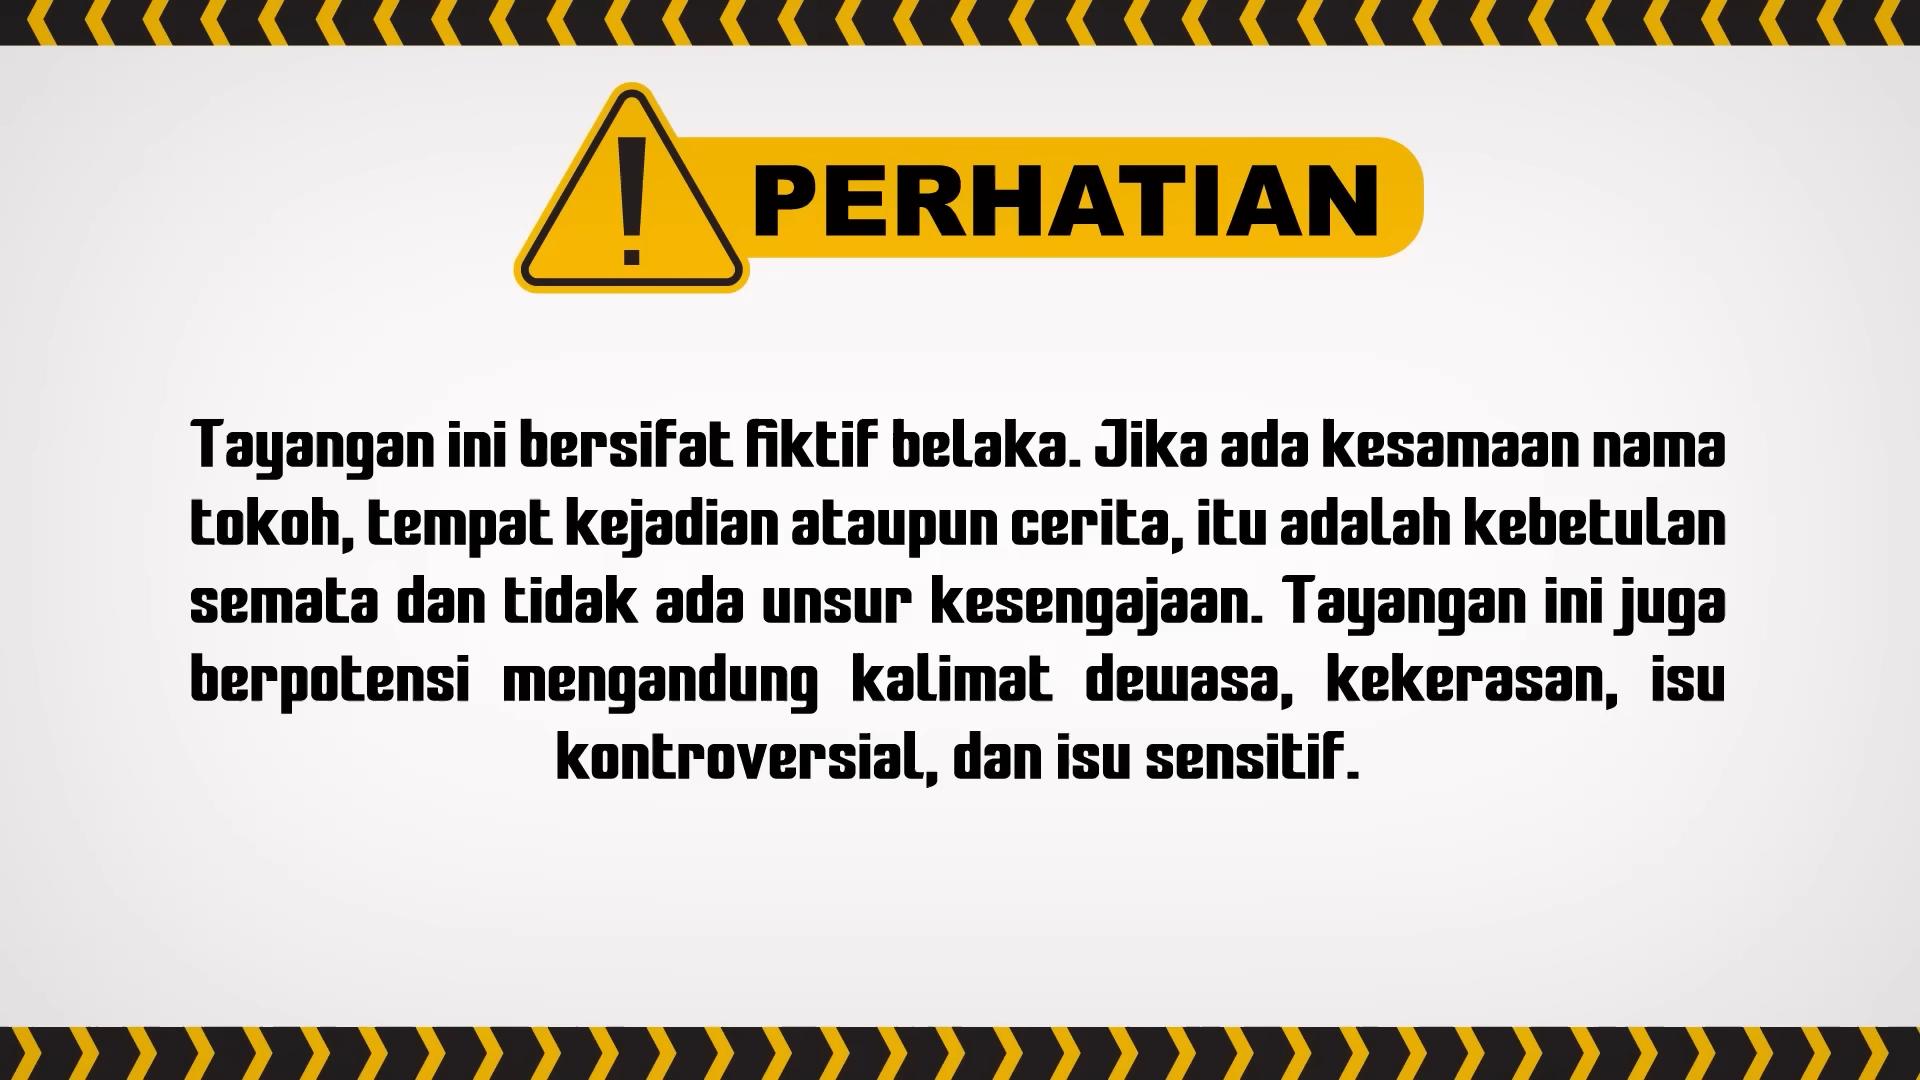 PERHATIAN
Tayangan ini bersifat fiktif belaka. Jika ada kesamaan nama
tokoh, tempat kejadian ataupun cerita, itu adalah kebetulan
semata dan tidak ada unsur kesengajaan. Tayangan ini juga
berpotensi mengandung kalimat dewasa, kekerasan, isu
kontroversial, dan isu sensitif.